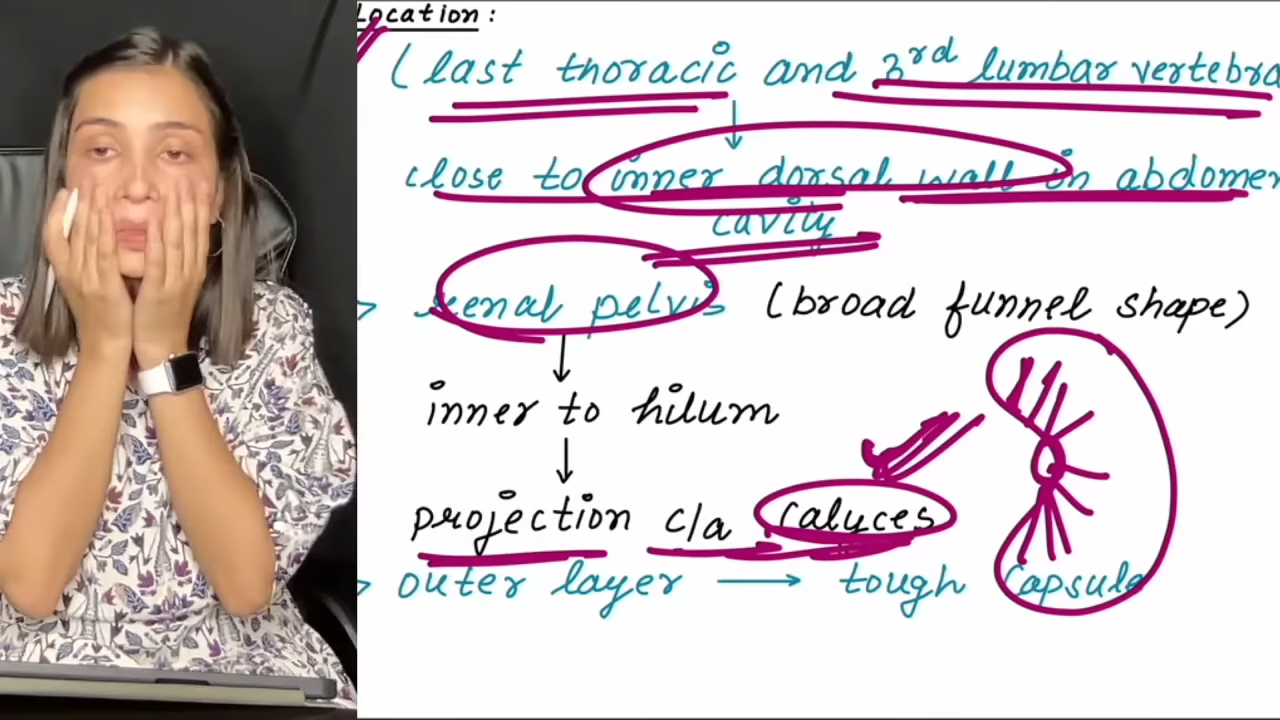 Location :
(last thoracic and 3rd lumbar vertebra
close to inner dorsal wall in abdomen
cavity
> renal pelvis (broad funnel shape)
↓
inner to hilum
↓
projection c/a calyces
> outer layer → tough capsule